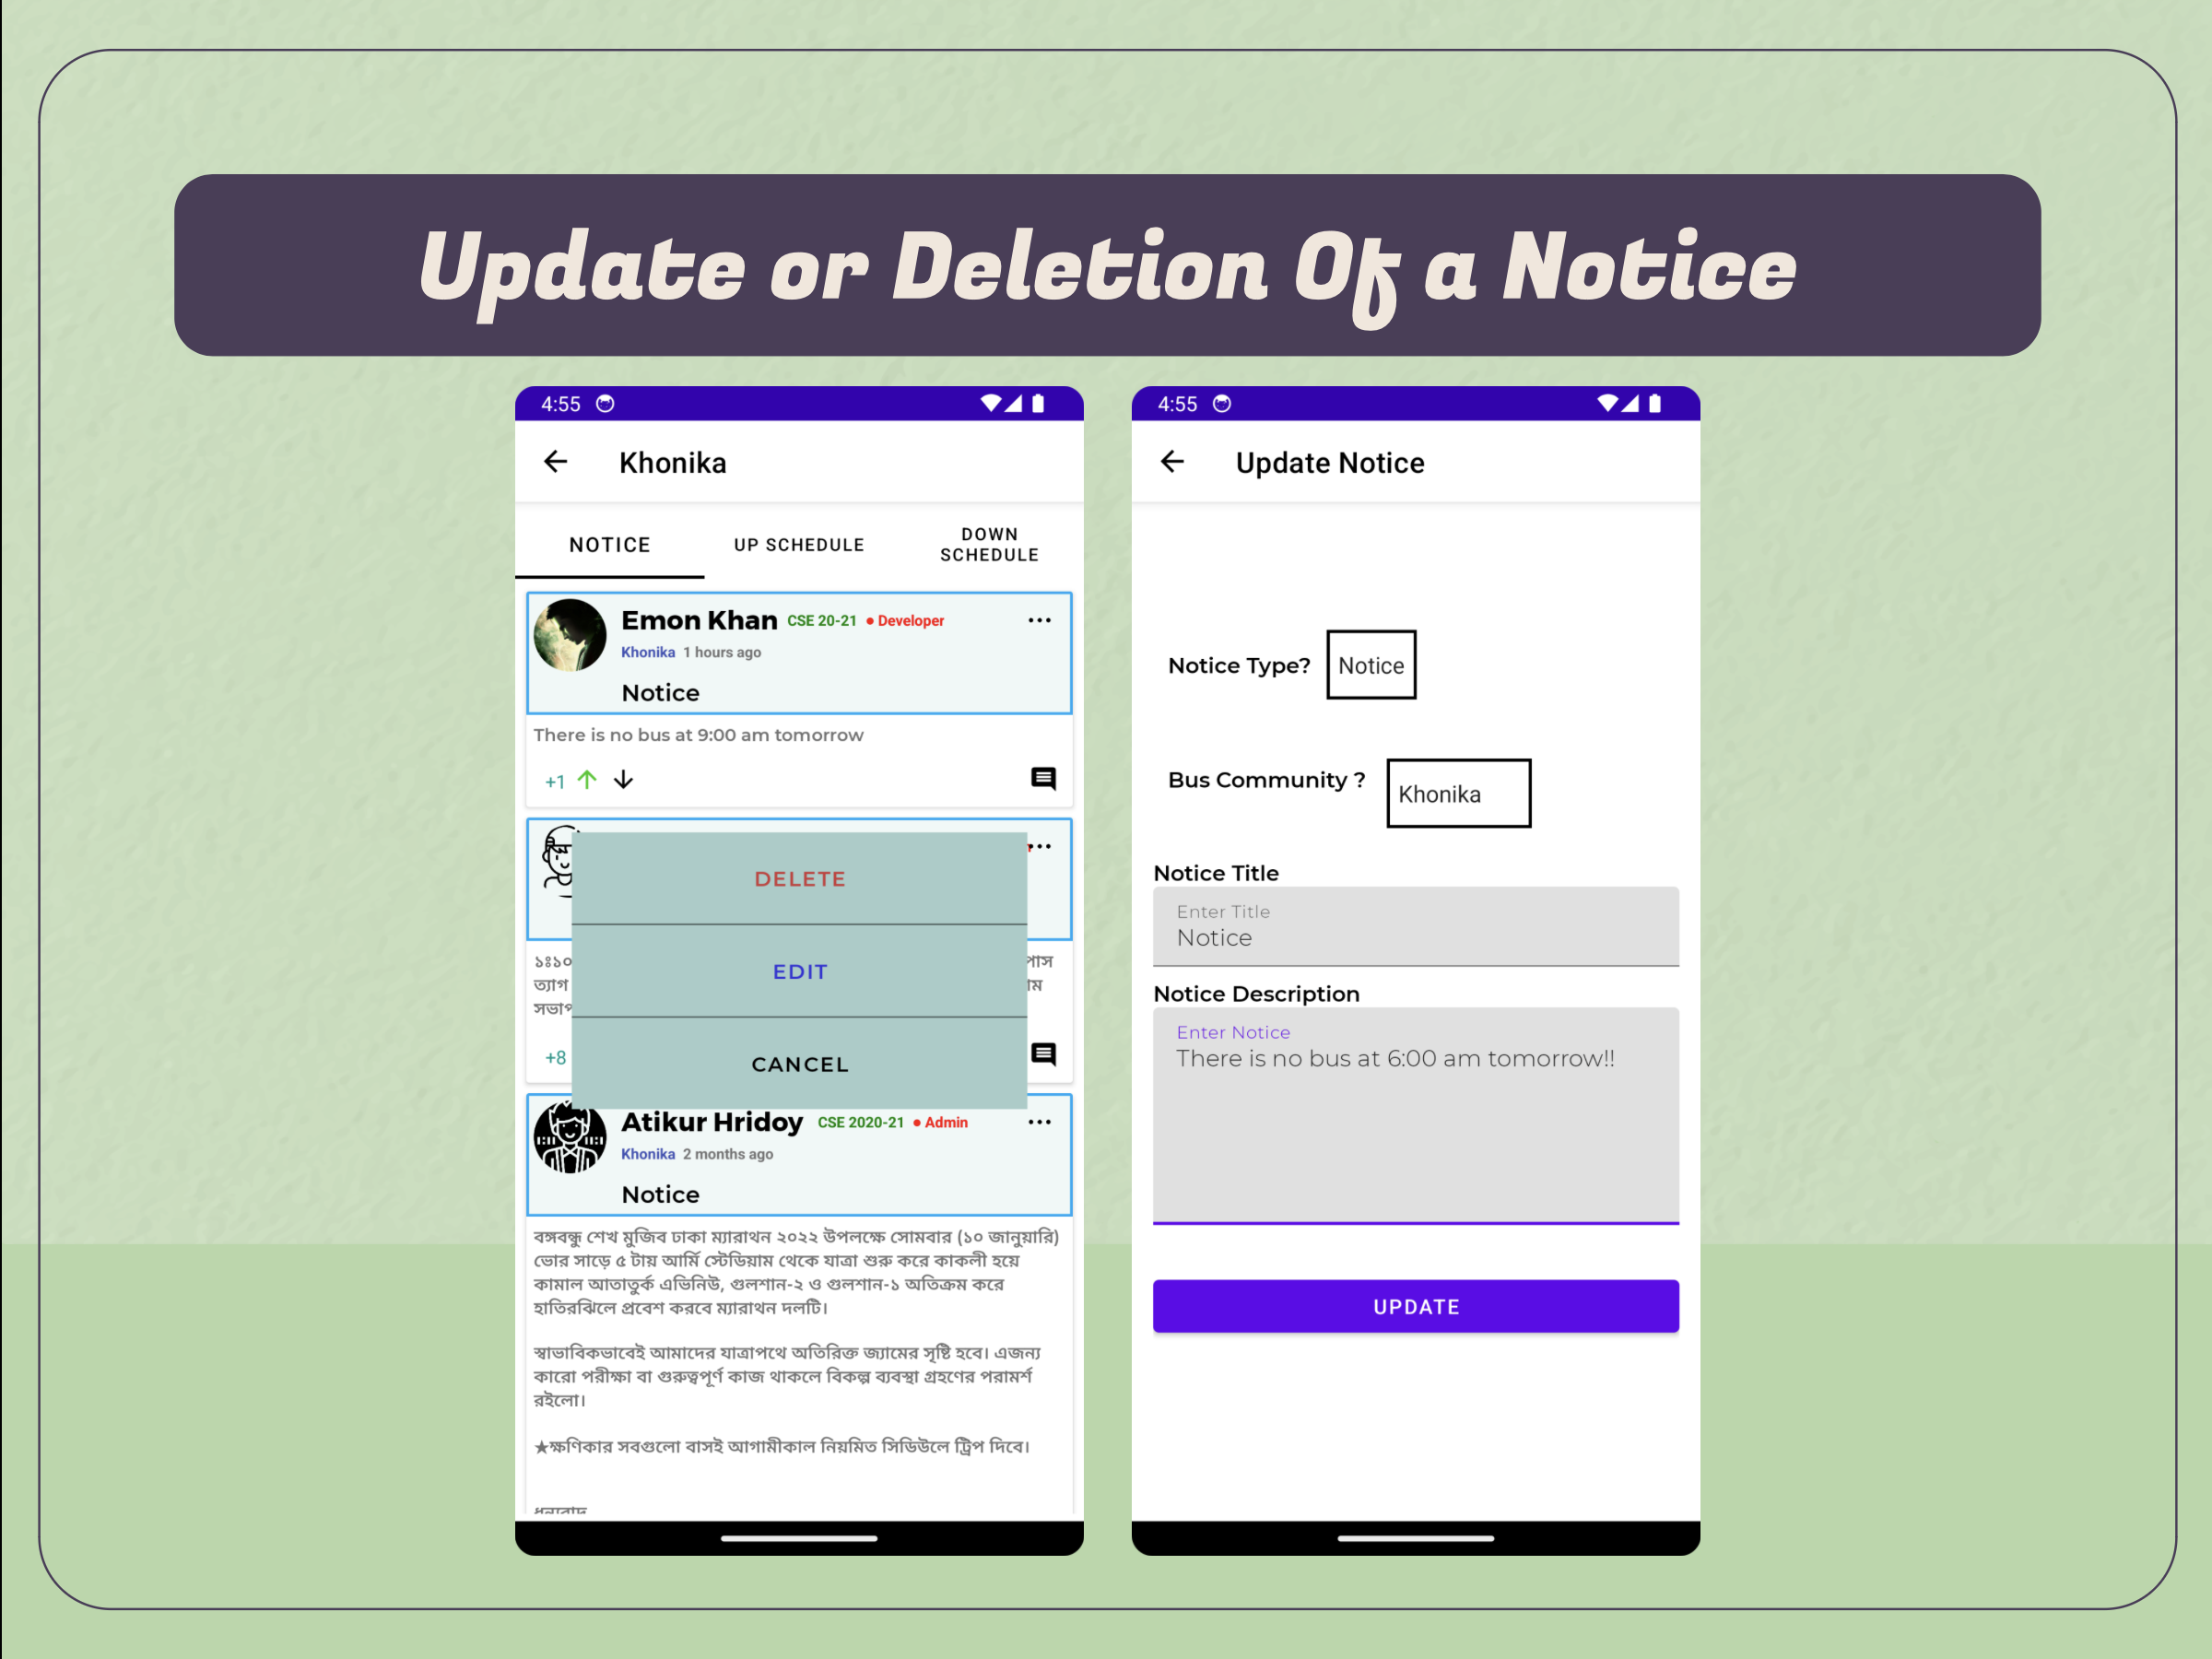 Update or Deletion Of a Notice
4:55
Khonika
NOTICE
UP SCHEDULE
DOWN
SCHEDULE
Emon Khan CSE 20-21 • Developer
Khonika 1 hours ago
Notice
There is no bus at 9:00 am tomorrow
+1
DELETE
EDIT
CANCEL
১ঃ১০
ত্যাগ
+8
Atikur Hridoy CSE 2020-21 • Admin
Khonika 2 months ago
Notice
বঙ্গবন্ধু শেখ মুজিব ঢাকা ম্যারাথন ২০২২ উপলক্ষে সোমবার (১০ জানুয়ারি)
ভোর সাড়ে ৫ টায় আর্মি স্টেডিয়াম থেকে যাত্রা শুরু করে কাকলী হয়ে
কামাল আতাতুর্ক এভিনিউ, গুলশান-২ ও গুলশান-১ অতিক্রম করে
হাতিরঝিলে প্রবেশ করবে ম্যারাথন দলটি।
স্বাভাবিকভাবেই আমাদের যাত্রাপথে অতিরিক্ত জ্যামের সৃষ্টি হবে। এজন্য
কারো পরীক্ষা বা গুরুত্বপূর্ণ কাজ থাকলে বিকল্প ব্যবস্থা গ্রহণের পরামর্শ
রইলো।
★ক্ষণিকার সবগুলো বাসই আগামীকাল নিয়মিত সিডিউলে ট্রিপ দিবে।
4:55
Update Notice
Notice Type? Notice
Bus Community ? Khonika
Notice Title
Enter Title
Notice
Notice Description
Enter Notice
There is no bus at 6:00 am tomorrow!!
UPDATE